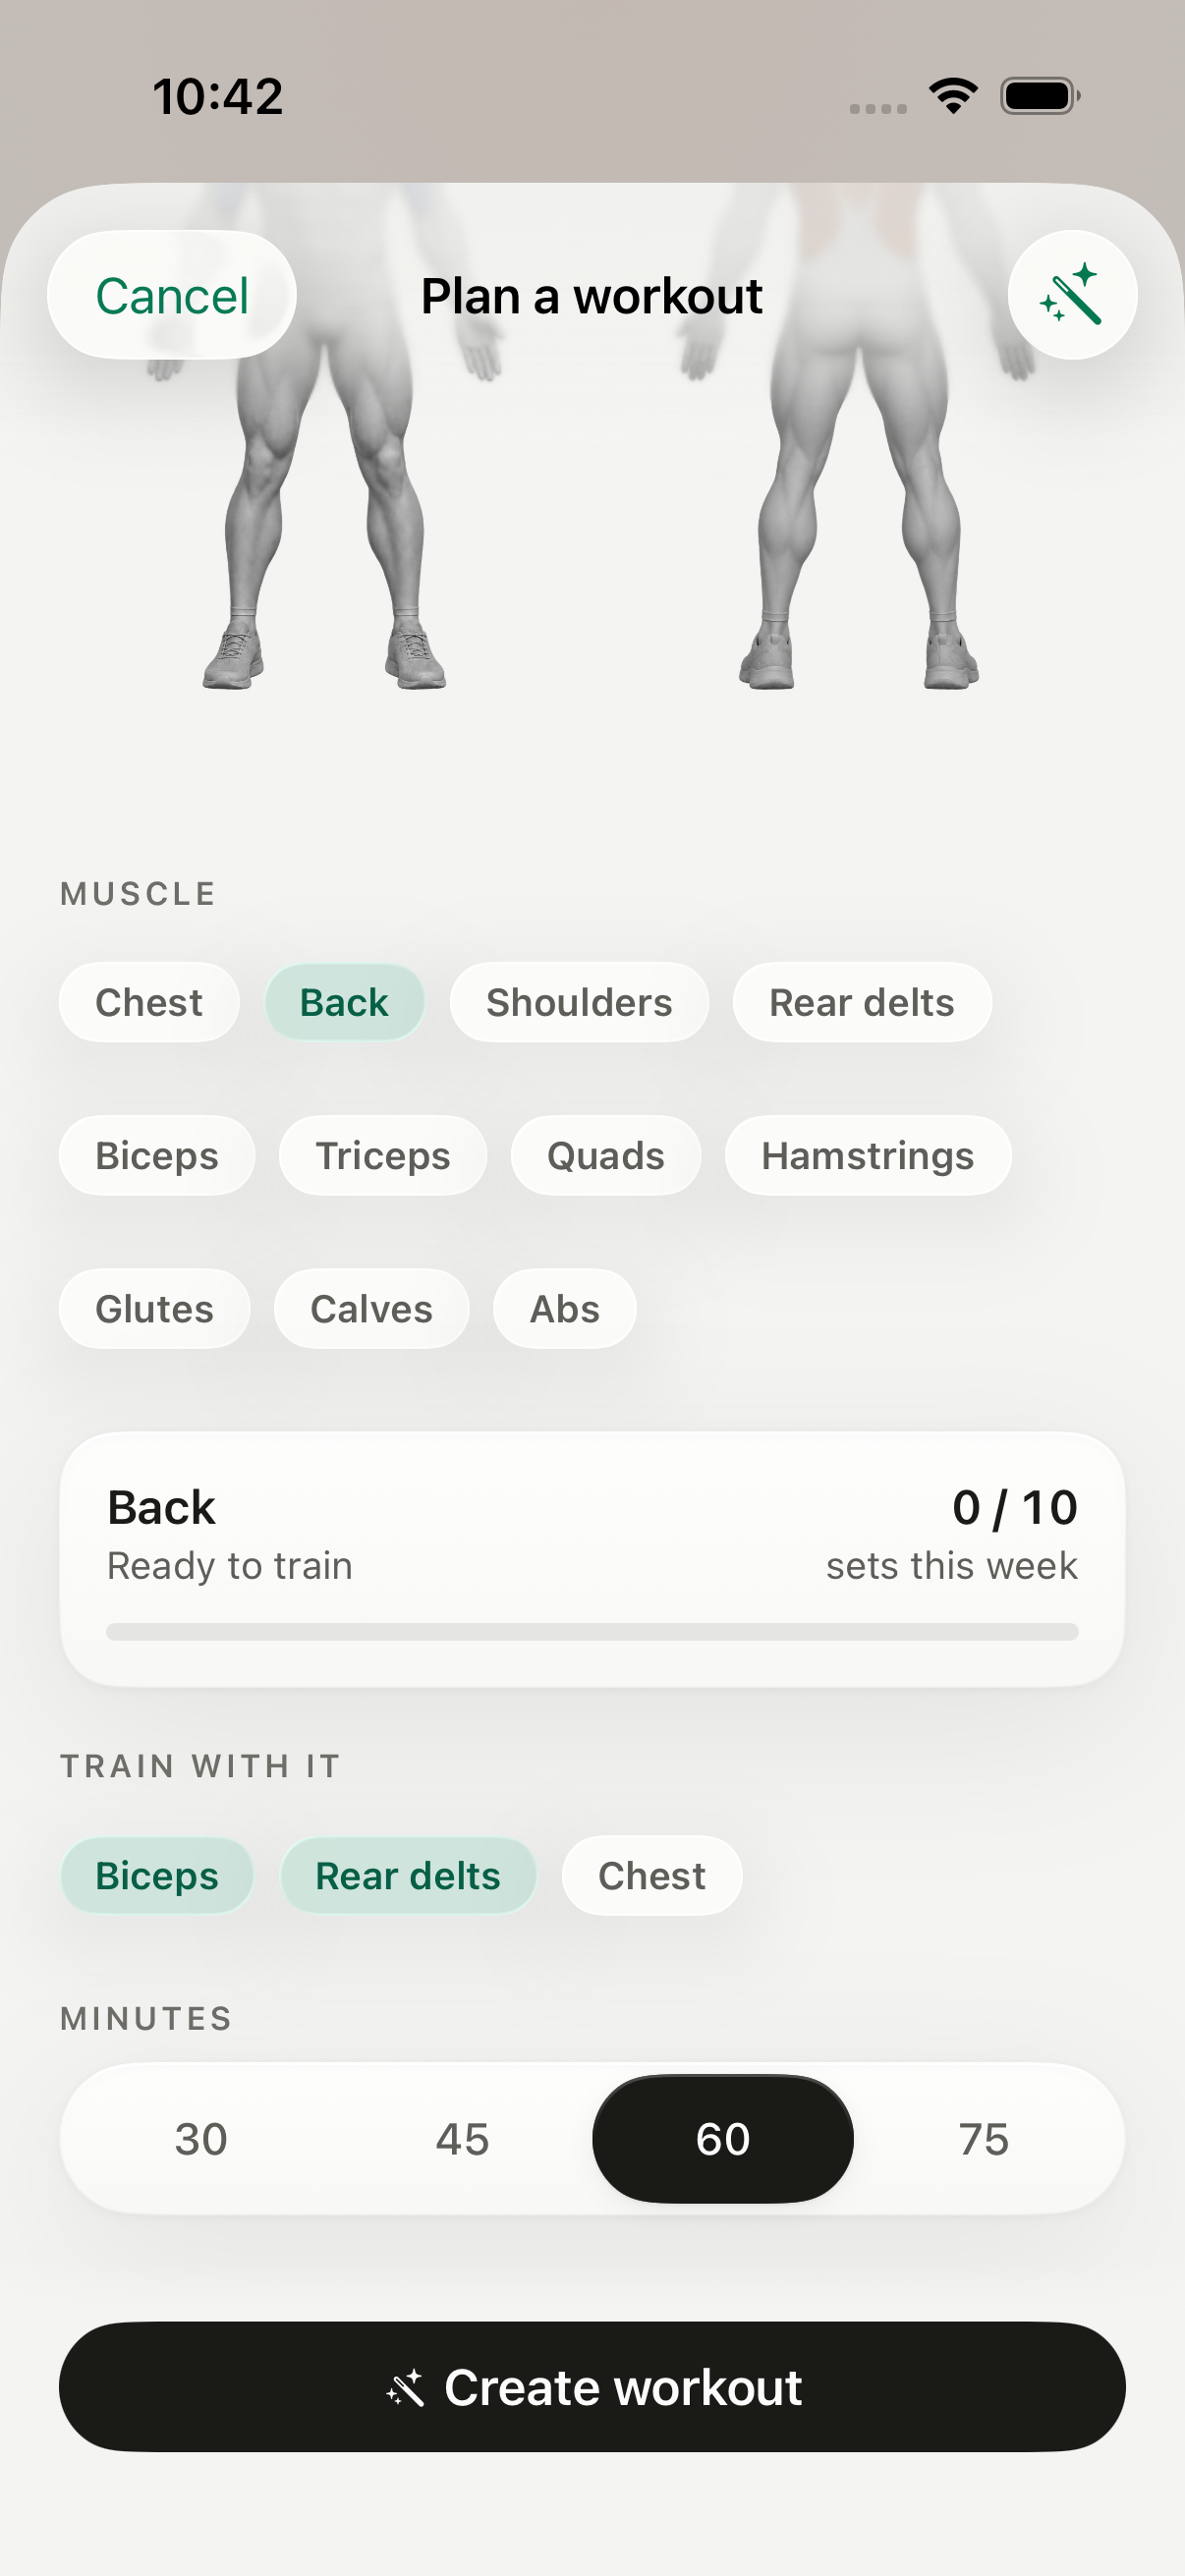 10:42
Cancel
Plan a workout
MUSCLE
Chest
Back
Shoulders
Rear delts
Biceps
Triceps
Quads
Hamstrings
Glutes
Calves
Abs
Back
0 / 10
Ready to train
sets this week
TRAIN WITH IT
Biceps
Rear delts
Chest
MINUTES
30
45
60
75
Create workout